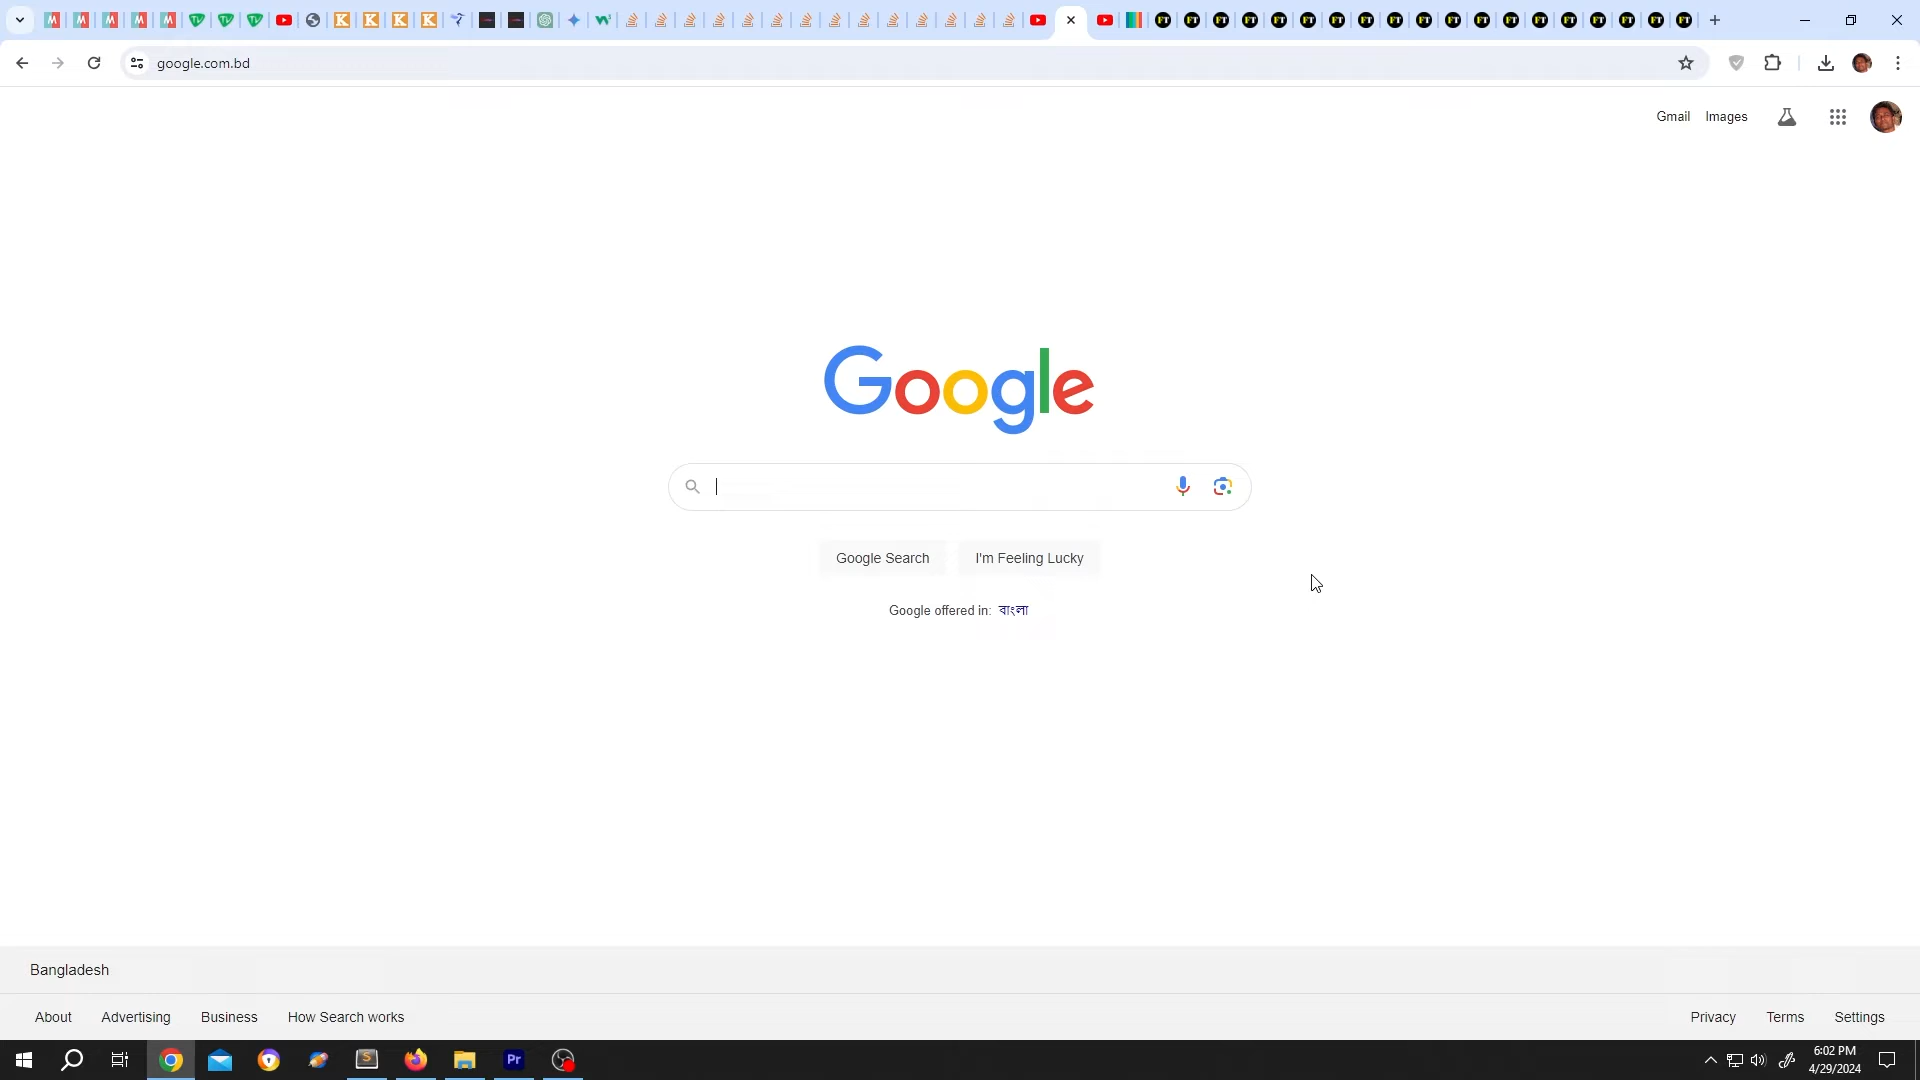 google.com.bd
Gmail Images
Google
Google Search I'm Feeling Lucky
Google offered in: বাংলা
Bangladesh
About Advertising Business How Search works
Privacy Terms Settings
6:02 PM
4/29/2024